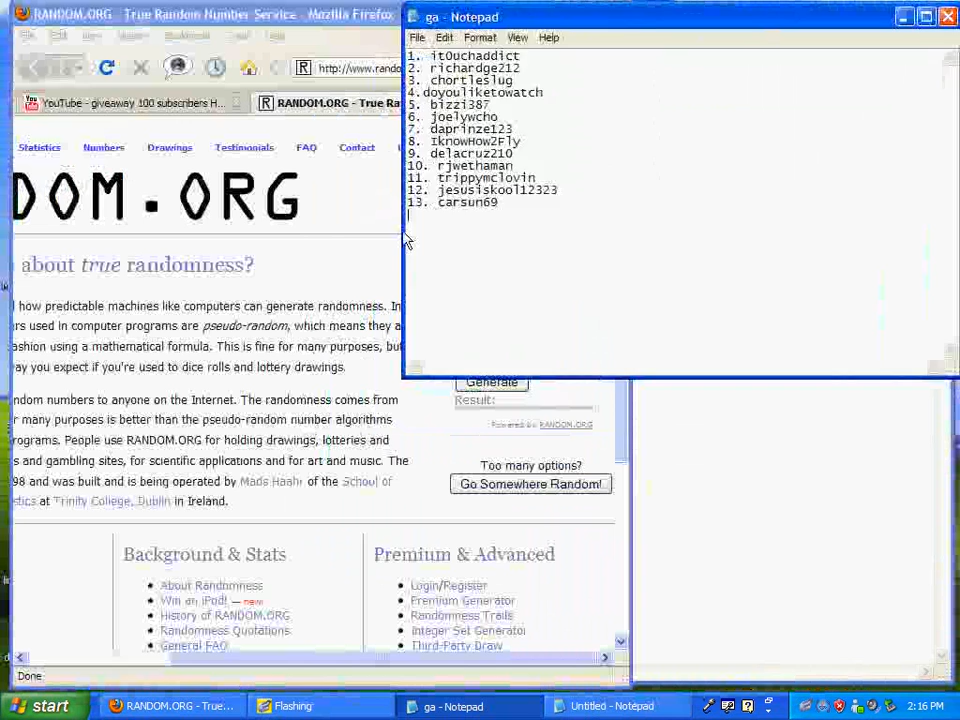 RANDOM.ORG - True Random Number Service - Mozilla Firefox
ga - Notepad
File Edit Format View Help
http://www.rando
YouTube - giveaway 100 subscribers H...
RANDOM.ORG - True Ra
1. it0uchaddict
2. richardge212
3. chortleslug
4.doyouliketowatch
5. bizzi387
6. joelywcho
7. daprinze123
8. IknowHow2Fly
9. delacruz210
10. rjwethaman
11. trippymclovin
12. jesusiskool12323
13. carsun69
Statistics Numbers Drawings Testimonials FAQ Contact
DOM.ORG
about true randomness?
how predictable machines like computers can generate randomness. In
rs used in computer programs are pseudo-random, which means they a
ashion using a mathematical formula. This is fine for many purposes, but
way you expect if you're used to dice rolls and lottery drawings.
ndom numbers to anyone on the Internet. The randomness comes from
r many purposes is better than the pseudo-random number algorithms
rograms. People use RANDOM.ORG for holding drawings, lotteries and
s and gambling sites, for scientific applications and for art and music. The
98 and was built and is being operated by Mads Haahr of the School of
stics at Trinity College, Dublin in Ireland.
Generate
Result:
Powered by RANDOM.ORG
Too many options?
Go Somewhere Random!
Background & Stats
About Randomness
Win an iPod! — new
History of RANDOM.ORG
Randomness Quotations
General FAQ
Premium & Advanced
Login/Register
Premium Generator
Randomness Trails
Integer Set Generator
Third-Party Draw
Done
start
RANDOM.ORG - True...
Flashing
ga - Notepad
Untitled - Notepad
2:16 PM